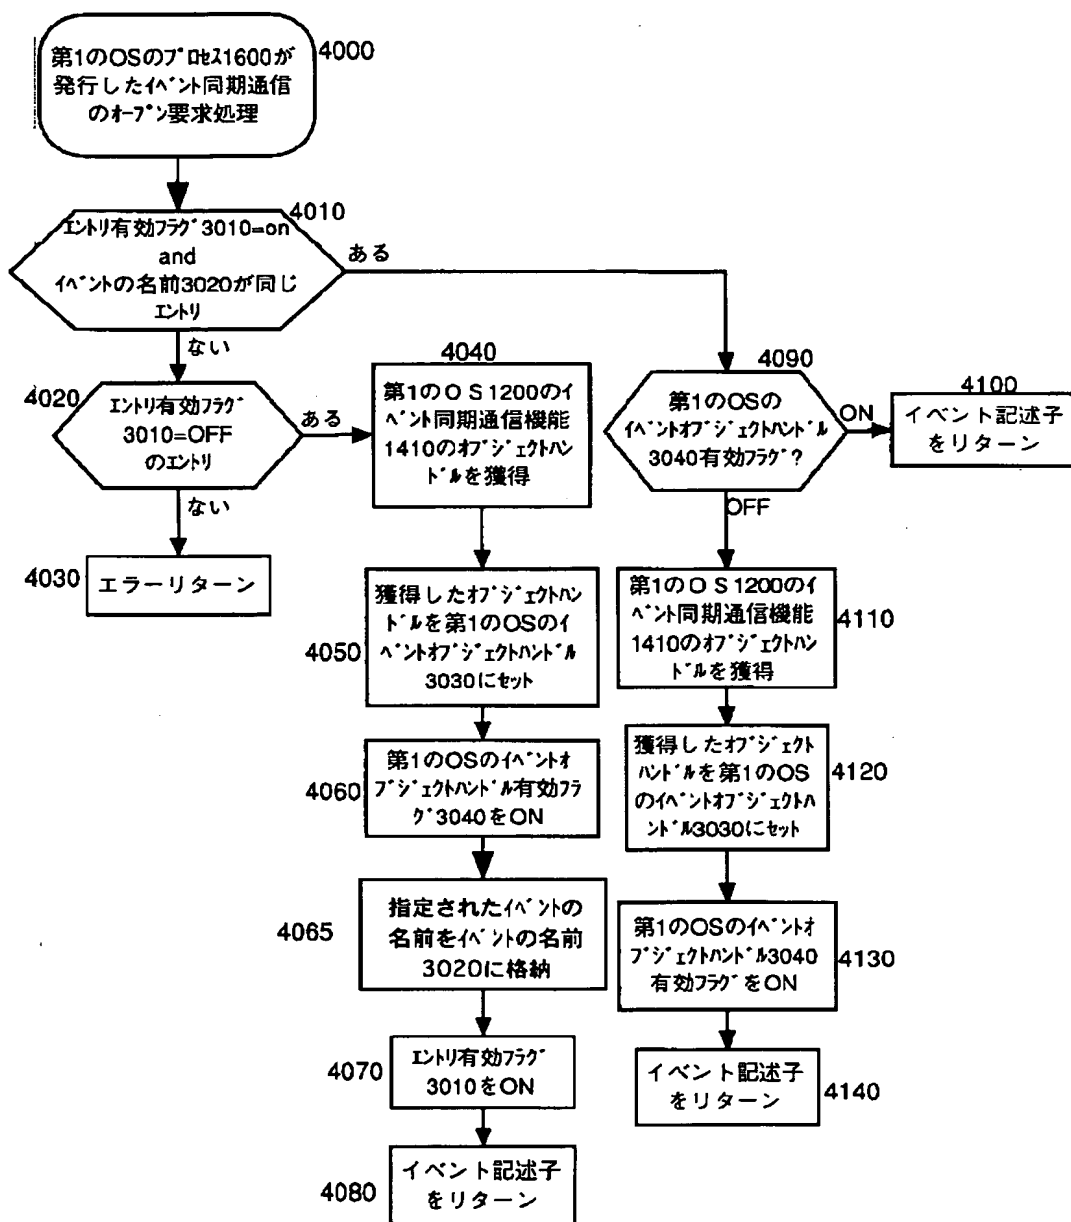 第1のOSのプロセス1600が
発行したイベント同期通信
のオープン要求処理
4000
4010
エントリ有効フラグ3010=on
and
イベントの名前3020が同じ
エントリ
ある
ない
4020
エントリ有効フラグ
3010=OFF
のエントリ
ある
ない
4030
エラーリターン
4040
第1のOS1200のイ
ベント同期通信機能
1410のオブジェクトハン
ドルを獲得
4050
獲得したオブジェクトハン
ドルを第1のOSのイ
ベントオブジェクトハンドル
3030にセット
4060
第1のOSのイベントオ
ブジェクトハンドル有効フラ
グ3040をON
4065
指定されたイベントの
名前をイベントの名前
3020に格納
4070
エントリ有効フラグ
3010をON
4080
イベント記述子
をリターン
4090
第1のOSの
イベントオブジェクトハンドル
3040有効フラグ?
ON
OFF
4100
イベント記述子
をリターン
4110
第1のOS1200のイ
ベント同期通信機能
1410のオブジェクトハン
ドルを獲得
4120
獲得したオブジェクト
ハンドルを第1のOS
のイベントオブジェクトハ
ンドル3030にセット
4130
第1のOSのイベントオ
ブジェクトハンドル3040
有効フラグをON
4140
イベント記述子
をリターン